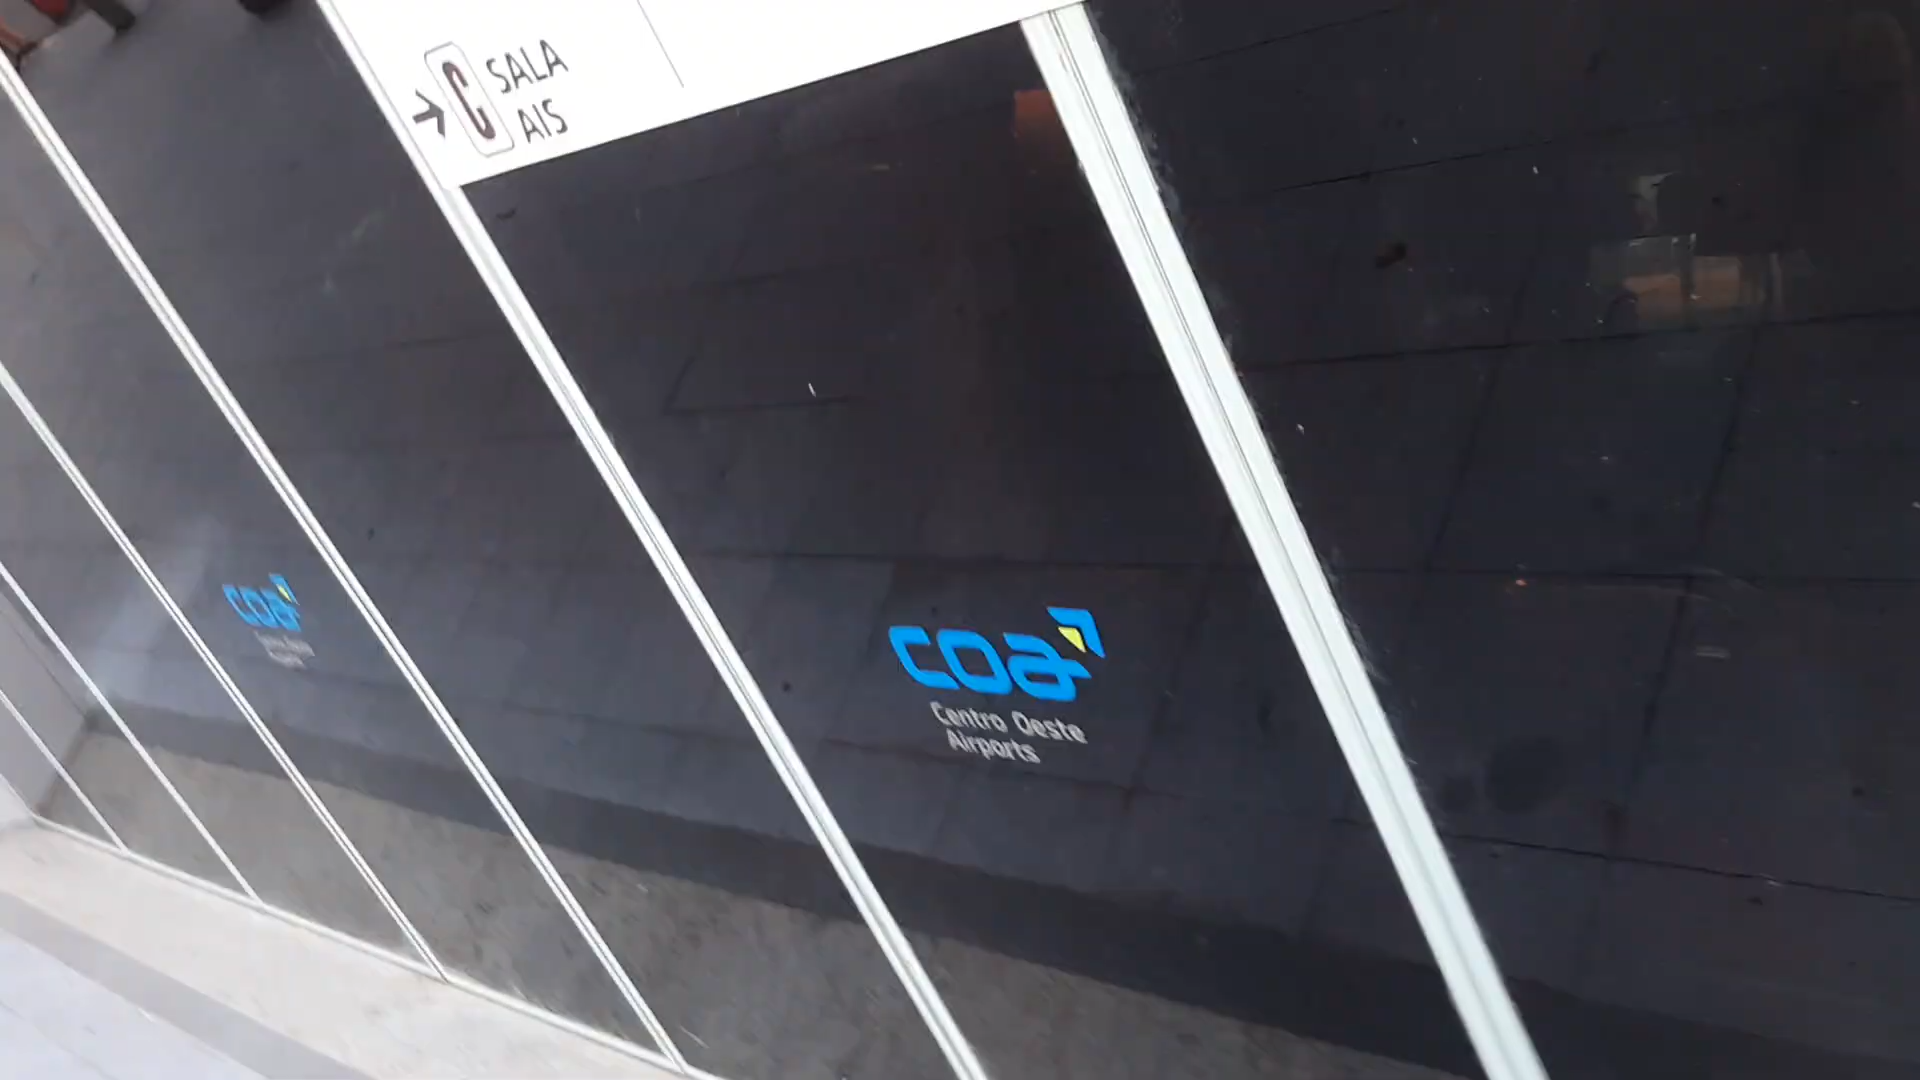 C SALA
AIS
coa
Centro Oeste
Airports
coa